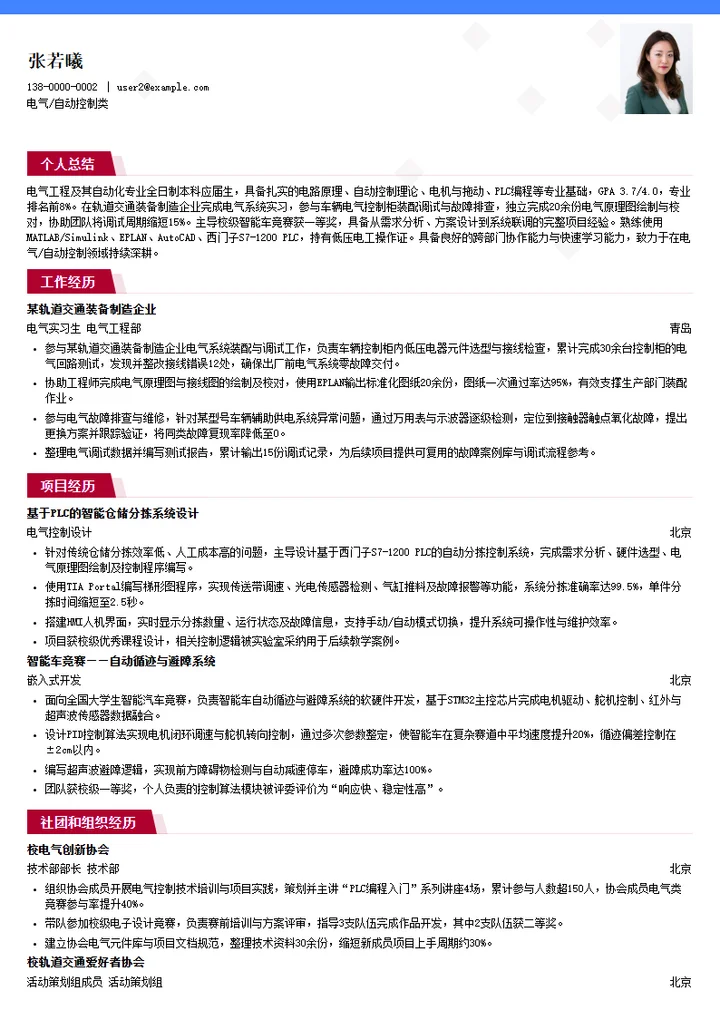 张若曦
138-0000-0002 | user2@example.com
电气/自动控制类
个人总结
电气工程及其自动化专业全日制本科应届生，具备扎实的电路原理、自动控制理论、电机与拖动、PLC编程等专业基础，GPA 3.7/4.0，专业
排名前8%。在轨道交通装备制造企业完成电气系统实习，参与车辆电气控制柜装配调试与故障排查，独立完成20余份电气原理图绘制与校
对，协助团队将调试周期缩短15%。主导校级智能车竞赛获一等奖，具备从需求分析、方案设计到系统联调的完整项目经验。熟练使用
MATLAB/Simulink、EPLAN、AutoCAD、西门子S7-1200 PLC，持有低压电工操作证。具备良好的跨部门协作能力与快速学习能力，致力于在电
气/自动控制领域持续深耕。
工作经历
某轨道交通装备制造企业
电气实习生 电气工程部 青岛
• 参与某轨道交通装备制造企业电气系统装配与调试工作，负责车辆控制柜内低压电器元件选型与接线检查，累计完成30余台控制柜的电
气回路测试，发现并整改接线错误12处，确保出厂前电气系统零故障交付。
• 协助工程师完成电气原理图与接线图的绘制及校对，使用EPLAN输出标准化图纸20余份，图纸一次通过率达95%，有效支撑生产部门装配
作业。
• 参与电气故障排查与维修，针对某型号车辆辅助供电系统异常问题，通过万用表与示波器逐级检测，定位到接触器触点氧化故障，提出
更换方案并跟踪验证，将同类故障复现率降低至0。
• 整理电气调试数据并编写测试报告，累计输出15份调试记录，为后续项目提供可复用的故障案例库与调试流程参考。
项目经历
基于PLC的智能仓储分拣系统设计
电气控制设计 北京
• 针对传统仓储分拣效率低、人工成本高的问题，主导设计基于西门子S7-1200 PLC的自动分拣控制系统，完成需求分析、硬件选型、电
气原理图绘制及控制程序编写。
• 使用TIA Portal编写梯形图程序，实现传送带调速、光电传感器检测、气缸推料及故障报警等功能，系统分拣准确率达99.5%，单件分
拣时间缩短至2.5秒。
• 搭建HMI人机界面，实时显示分拣数量、运行状态及故障信息，支持手动/自动模式切换，提升系统可操作性与维护效率。
• 项目获校级优秀课程设计，相关控制逻辑被实验室采纳用于后续教学案例。
智能车竞赛——自动循迹与避障系统
嵌入式开发 北京
• 面向全国大学生智能汽车竞赛，负责智能车自动循迹与避障系统的软硬件开发，基于STM32主控芯片完成电机驱动、舵机控制、红外与
超声波传感器数据融合。
• 设计PID控制算法实现电机闭环调速与舵机转向控制，通过多次参数整定，使智能车在复杂赛道中平均速度提升20%，循迹偏差控制在
±2cm以内。
• 编写超声波避障逻辑，实现前方障碍物检测与自动减速停车，避障成功率达100%。
• 团队获校级一等奖，个人负责的控制算法模块被评委评价为“响应快、稳定性高”。
社团和组织经历
校电气创新协会
技术部部长 技术部 北京
• 组织协会成员开展电气控制技术培训与项目实践，策划并主讲“PLC编程入门”系列讲座4场，累计参与人数超150人，协会成员电气类
竞赛参与率提升40%。
• 带队参加校级电子设计竞赛，负责赛前培训与方案评审，指导3支队伍完成作品开发，其中2支队伍获二等奖。
• 建立协会电气元件库与项目文档规范，整理技术资料30余份，缩短新成员项目上手周期约30%。
校轨道交通爱好者协会
活动策划组成员 活动策划组 北京